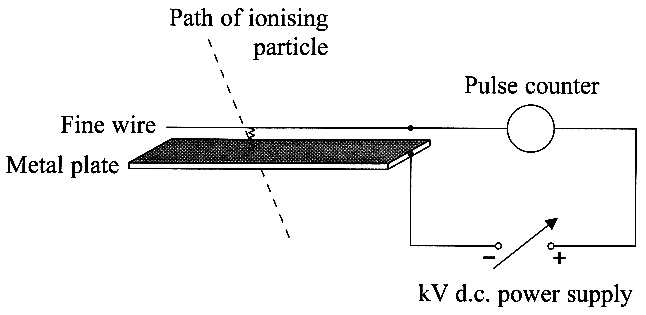 Path of ionising
particle
Pulse counter
Fine wire
Metal plate
− +
kV d.c. power supply